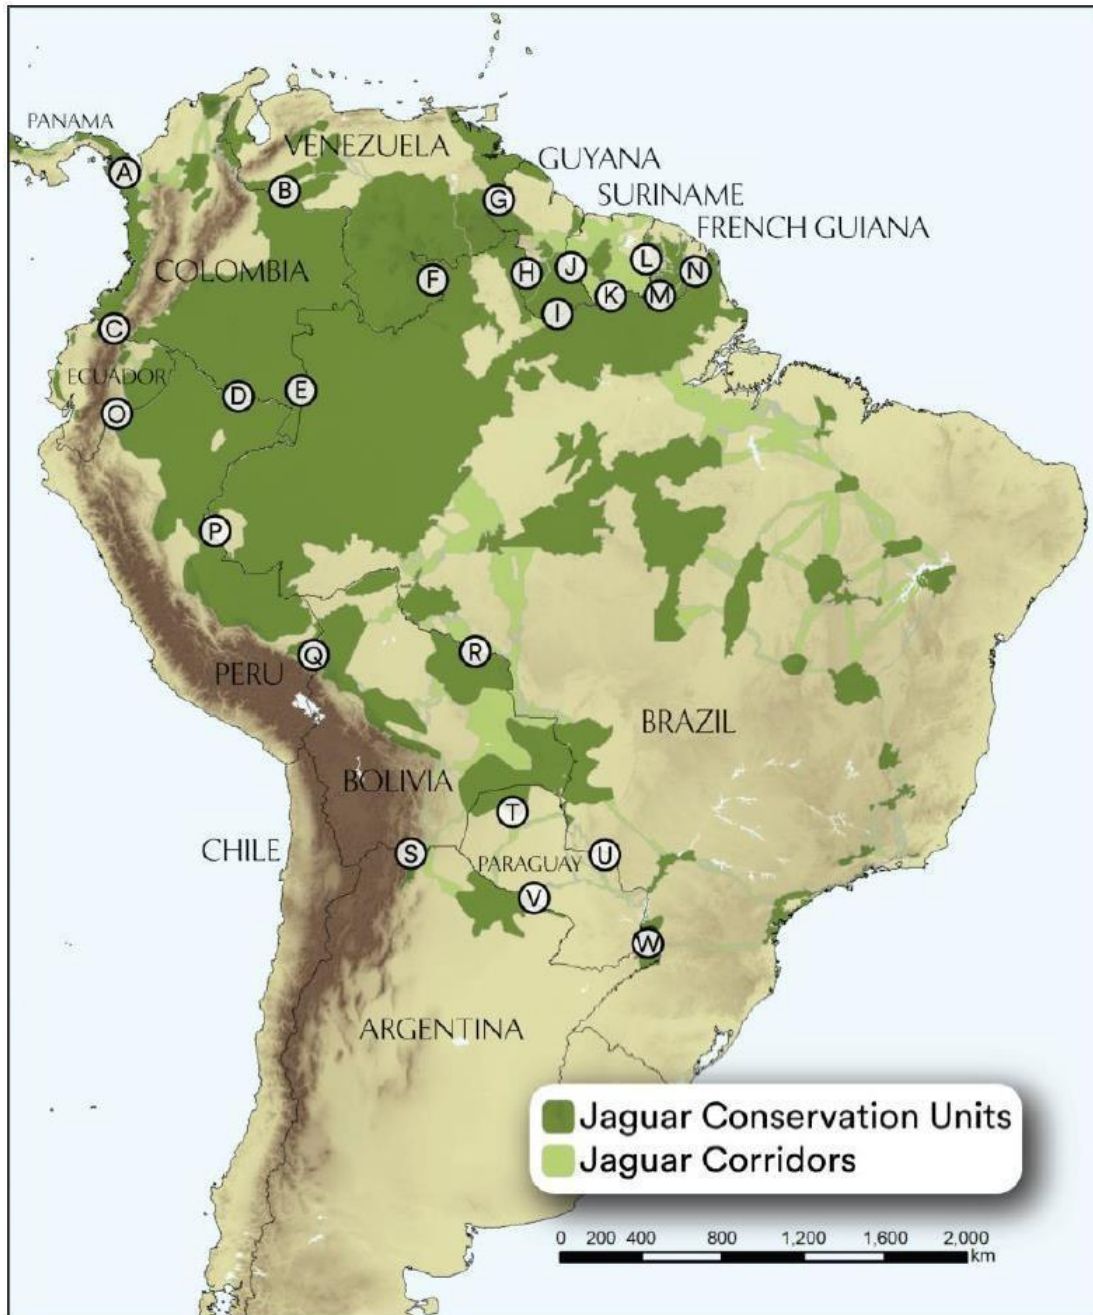 PANAMA
VENEZUELA
GUYANA
SURINAME
FRENCH GUIANA
A
B
G
COLOMBIA
F
H
J
L
N
I
K
M
C
ECUADOR
D
E
O
P
Q
R
PERU
BRAZIL
BOLIVIA
T
CHILE
S
PARAGUAY
U
V
W
ARGENTINA
Jaguar Conservation Units
Jaguar Corridors
0 200 400 800 1,200 1,600 2,000
km